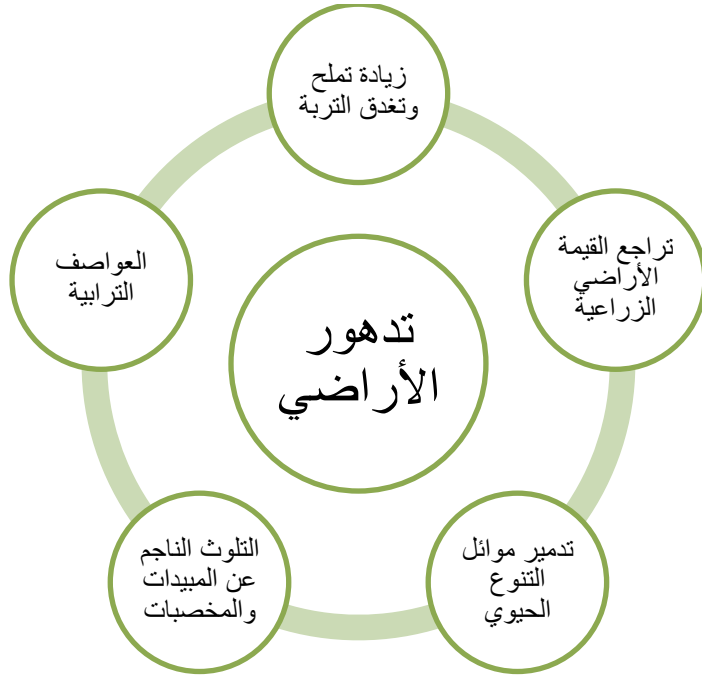 زيادة تملح
وتغدق التربة
تراجع القيمة
الأراضي
الزراعية
تدمير موائل
التنوع
الحيوي
التلوث الناجم
عن المبيدات
والمخصبات
العواصف
الترابية
تدهور
الأراضي